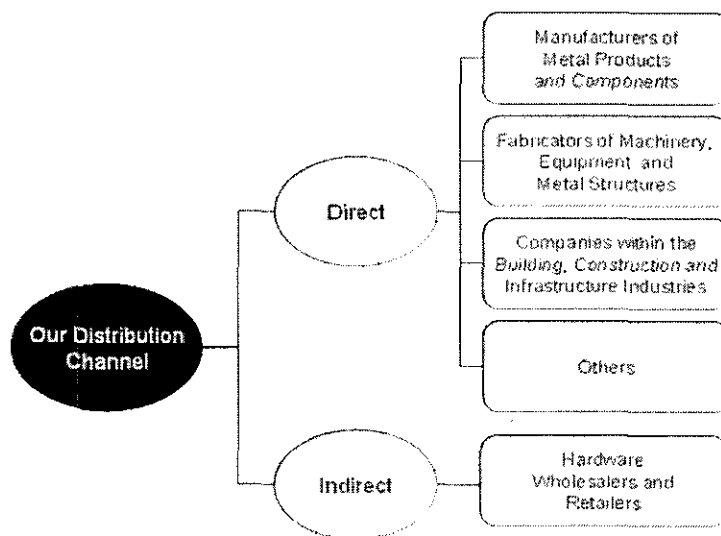 Manufacturers of
Metal Products
and Components
Fabricators of Machinery,
Equipment and
Metal Structures
Direct
Companies within the
Building, Construction and
Infrastructure Industries
Our Distribution
Channel
Others
Indirect
Hardware
Wholesalers and
Retailers